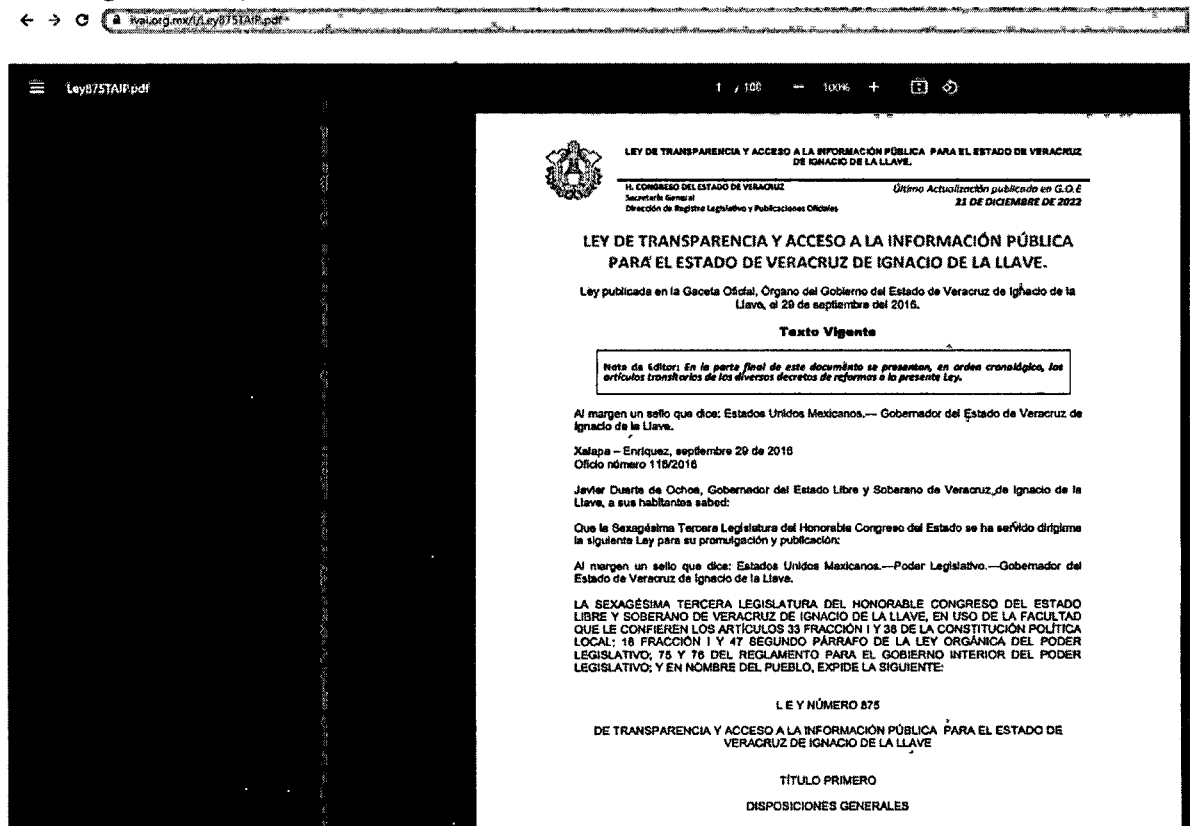 ivai.org.mx/i/Ley875TAIP.pdf
Ley875TAIP.pdf
1 / 108 — 100% +
LEY DE TRANSPARENCIA Y ACCESO A LA INFORMACIÓN PÚBLICA PARA EL ESTADO DE VERACRUZ
DE IGNACIO DE LA LLAVE.
H. CONGRESO DEL ESTADO DE VERACRUZ
Secretaría General
Dirección de Registro Legislativo y Publicaciones Oficiales
Última Actualización publicada en G.O.E
21 DE DICIEMBRE DE 2022
LEY DE TRANSPARENCIA Y ACCESO A LA INFORMACIÓN PÚBLICA
PARA EL ESTADO DE VERACRUZ DE IGNACIO DE LA LLAVE.
Ley publicada en la Gaceta Oficial, Órgano del Gobierno del Estado de Veracruz de Ignacio de la
Llave, el 29 de septiembre del 2016.
Texto Vigente
Nota de Editor: En la parte final de este documento se presentan, en orden cronológico, los
artículos transitorios de los diversos decretos de reformas a la presente Ley.
Al margen un sello que dice: Estados Unidos Mexicanos.— Gobernador del Estado de Veracruz de
Ignacio de la Llave.
Xalapa – Enríquez, septiembre 29 de 2016
Oficio número 116/2016
Javier Duarte de Ochoa, Gobernador del Estado Libre y Soberano de Veracruz de Ignacio de la
Llave, a sus habitantes sabed:
Que la Sexagésima Tercera Legislatura del Honorable Congreso del Estado se ha servido dirigirme
la siguiente Ley para su promulgación y publicación:
Al margen un sello que dice: Estados Unidos Mexicanos.—Poder Legislativo.—Gobernador del
Estado de Veracruz de Ignacio de la Llave.
LA SEXAGÉSIMA TERCERA LEGISLATURA DEL HONORABLE CONGRESO DEL ESTADO
LIBRE Y SOBERANO DE VERACRUZ DE IGNACIO DE LA LLAVE, EN USO DE LA FACULTAD
QUE LE CONFIEREN LOS ARTÍCULOS 33 FRACCIÓN I Y 38 DE LA CONSTITUCIÓN POLÍTICA
LOCAL; 18 FRACCIÓN I Y 47 SEGUNDO PÁRRAFO DE LA LEY ORGÁNICA DEL PODER
LEGISLATIVO; 75 Y 76 DEL REGLAMENTO PARA EL GOBIERNO INTERIOR DEL PODER
LEGISLATIVO; Y EN NOMBRE DEL PUEBLO, EXPIDE LA SIGUIENTE:
L E Y NÚMERO 875
DE TRANSPARENCIA Y ACCESO A LA INFORMACIÓN PÚBLICA PARA EL ESTADO DE
VERACRUZ DE IGNACIO DE LA LLAVE
TÍTULO PRIMERO
DISPOSICIONES GENERALES